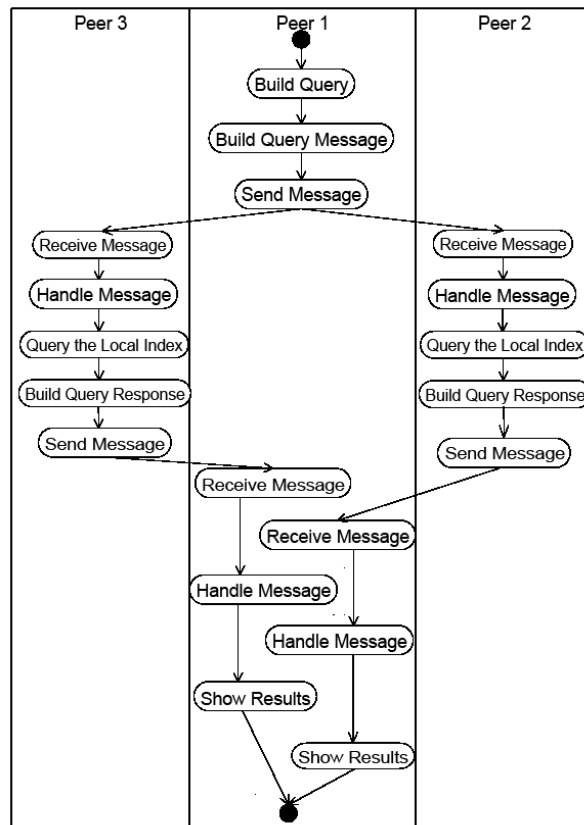 Peer 3
Peer 1
Peer 2
Build Query
Build Query Message
Send Message
Receive Message
Receive Message
Handle Message
Handle Message
Query the Local Index
Query the Local Index
Build Query Response
Build Query Response
Send Message
Send Message
Receive Message
Receive Message
Handle Message
Handle Message
Show Results
Show Results